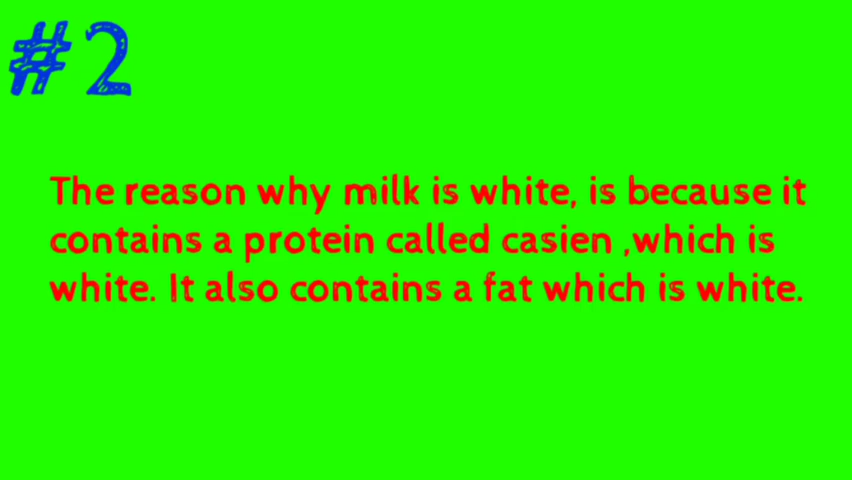 #2
The reason why milk is white, is because it
contains a protein called casien ,which is
white. It also contains a fat which is white.